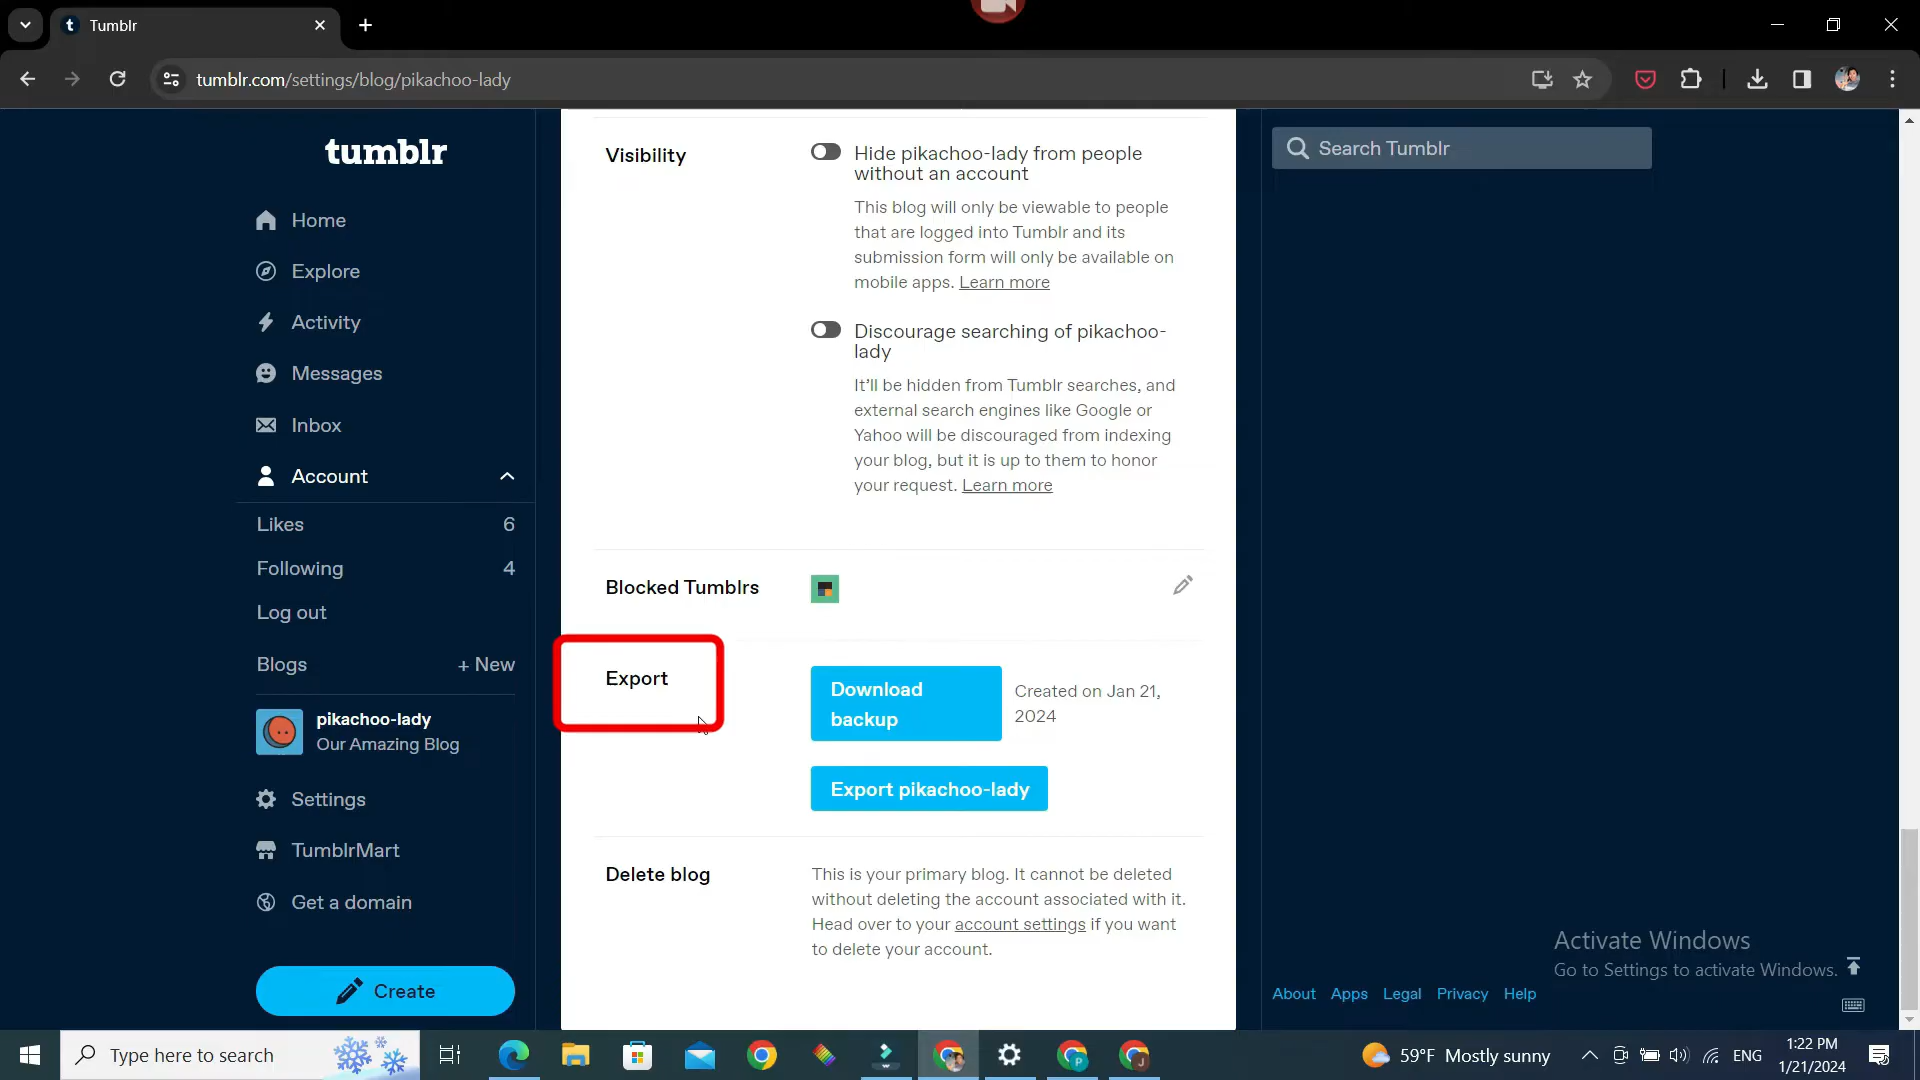 Tumblr
tumblr.com/settings/blog/pikachoo-lady
tumblr
Home
Explore
Activity
Messages
Inbox
Account
Likes 6
Following 4
Log out
Blogs + New
pikachoo-lady
Our Amazing Blog
Settings
TumblrMart
Get a domain
Create
Visibility
Hide pikachoo-lady from people
without an account
This blog will only be viewable to people
that are logged into Tumblr and its
submission form will only be available on
mobile apps. Learn more
Discourage searching of pikachoo-
lady
It'll be hidden from Tumblr searches, and
external search engines like Google or
Yahoo will be discouraged from indexing
your blog, but it is up to them to honor
your request. Learn more
Blocked Tumblrs
Export
Download
backup
Created on Jan 21,
2024
Export pikachoo-lady
Delete blog
This is your primary blog. It cannot be deleted
without deleting the account associated with it.
Head over to your account settings if you want
to delete your account.
Search Tumblr
Activate Windows
Go to Settings to activate Windows.
About Apps Legal Privacy Help
Type here to search
59°F Mostly sunny
ENG
1:22 PM
1/21/2024